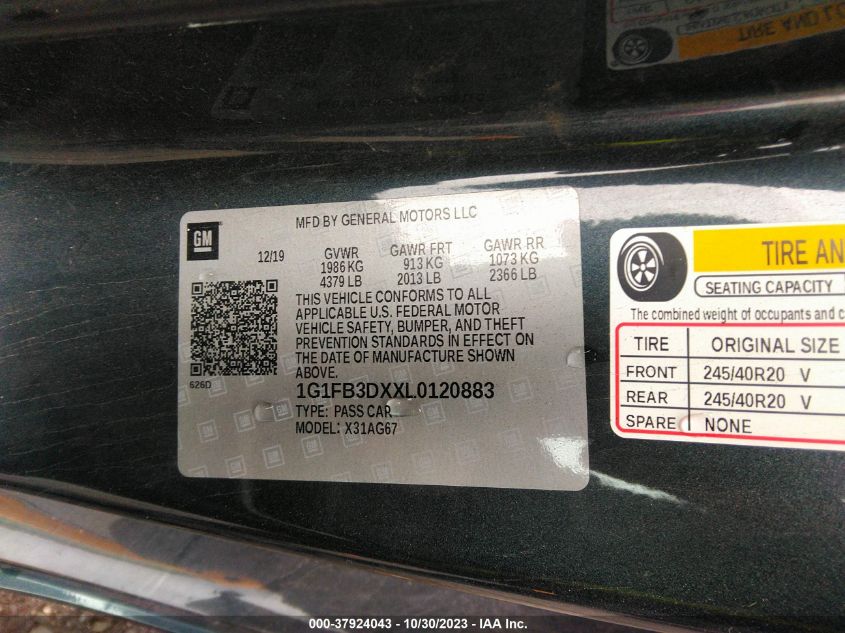 TIRE AND
GM
MFD BY GENERAL MOTORS LLC
12/19
GVWR GAWR FRT GAWR RR
1986 KG 913 KG 1073 KG
4379 LB 2013 LB 2366 LB
THIS VEHICLE CONFORMS TO ALL
APPLICABLE U.S. FEDERAL MOTOR
VEHICLE SAFETY, BUMPER, AND THEFT
PREVENTION STANDARDS IN EFFECT ON
THE DATE OF MANUFACTURE SHOWN
ABOVE.
626D
1G1FB3DXXL0120883
TYPE: PASS CAR
MODEL: X31AG67
TIRE AN
SEATING CAPACITY
The combined weight of occupants and c
TIRE ORIGINAL SIZE
FRONT 245/40R20 V
REAR 245/40R20 V
SPARE NONE
000-37924043 - 10/30/2023 - IAA Inc.